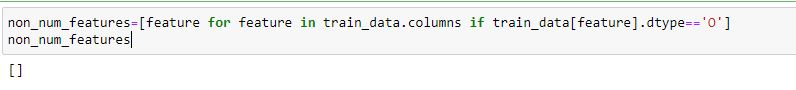 non_num_features=[feature for feature in train_data.columns if train_data[feature].dtype=='O']
non_num_features
[]